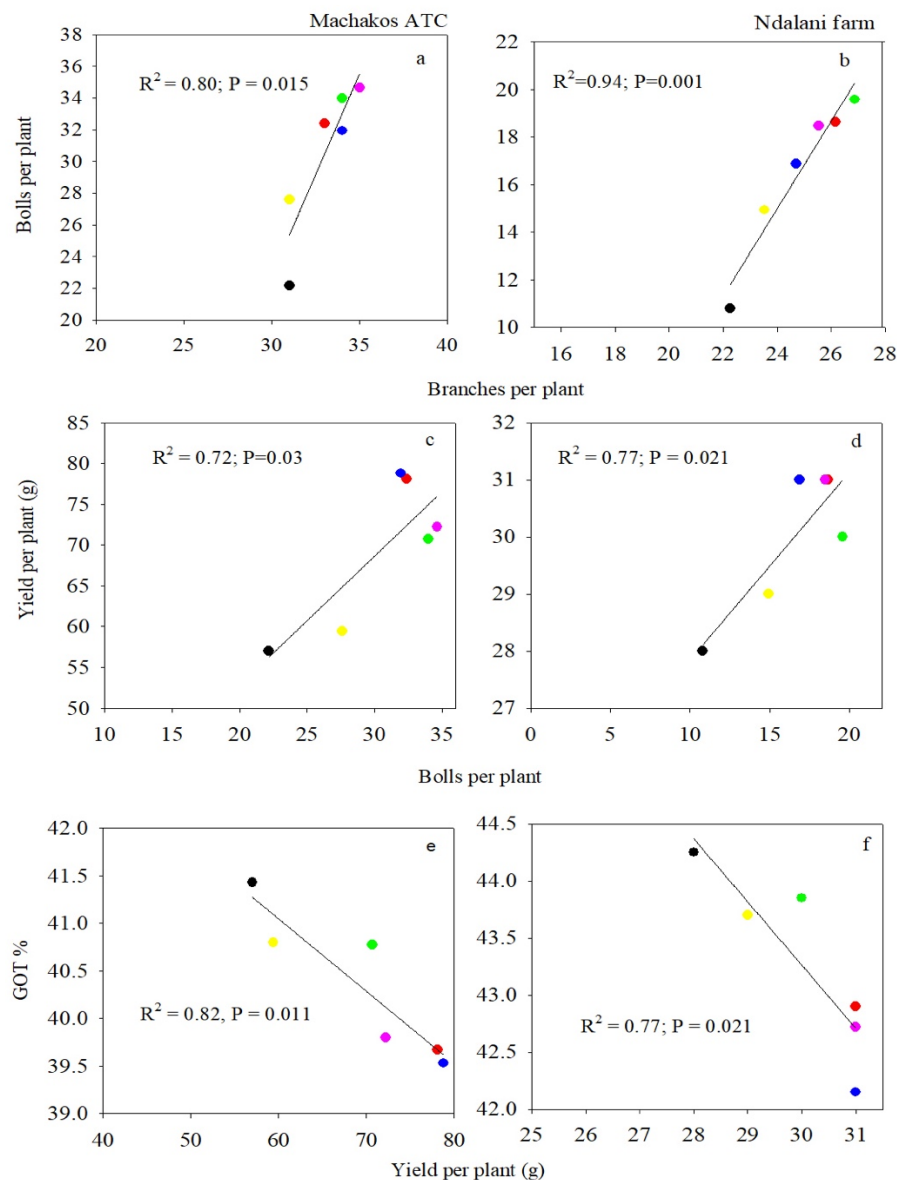 Machakos ATC
Ndalani farm
38
36
34
32
30
28
26
24
22
20
Bolls per plant
a
R² = 0.80; P = 0.015
20 25 30 35 40
22
20
18
16
14
12
10
b
R²=0.94; P=0.001
16 18 20 22 24 26 28
Branches per plant
85
80
75
70
65
60
55
50
Yield per plant (g)
c
R² = 0.72; P=0.03
10 15 20 25 30 35
32
31
30
29
28
27
d
R² = 0.77; P = 0.021
0 5 10 15 20
Bolls per plant
42.0
41.5
41.0
40.5
40.0
39.5
39.0
GOT %
e
R² = 0.82, P = 0.011
40 50 60 70 80
44.5
44.0
43.5
43.0
42.5
42.0
f
R² = 0.77; P = 0.021
25 26 27 28 29 30 31
Yield per plant (g)